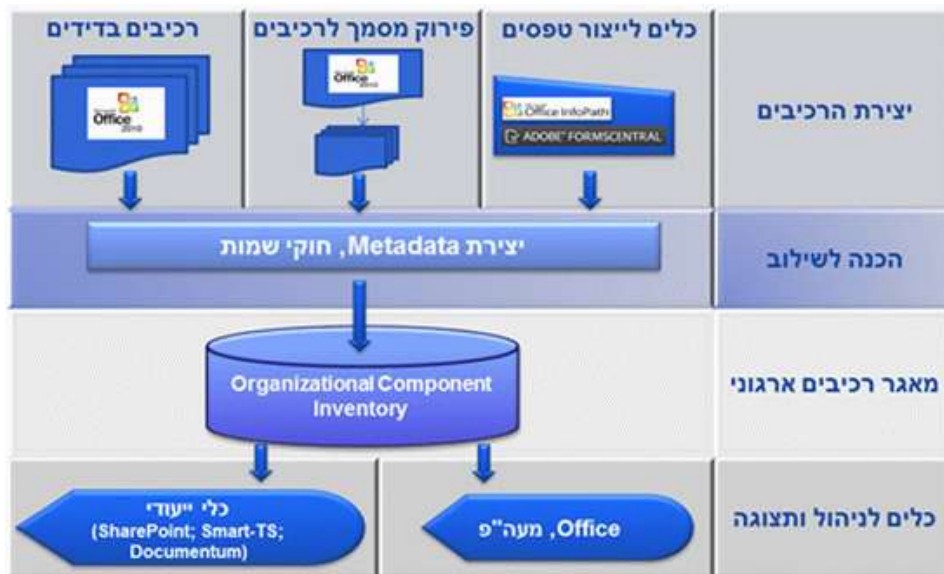 כלים לייצור טפסים
פירוק מסמך לרכיבים
רכיבים בדידים
יצירת הרכיבים
Office InfoPath
ADOBE® FORMSCENTRAL
Office
Office
2010
יצירת Metadata, חוקי שמות
הכנה לשילוב
Organizational Component
Inventory
מאגר רכיבים ארגוני
כלים לניהול ותצוגה
Office, מעה"פ
כלי ייעודי
(SharePoint; Smart-TS;
Documentum)